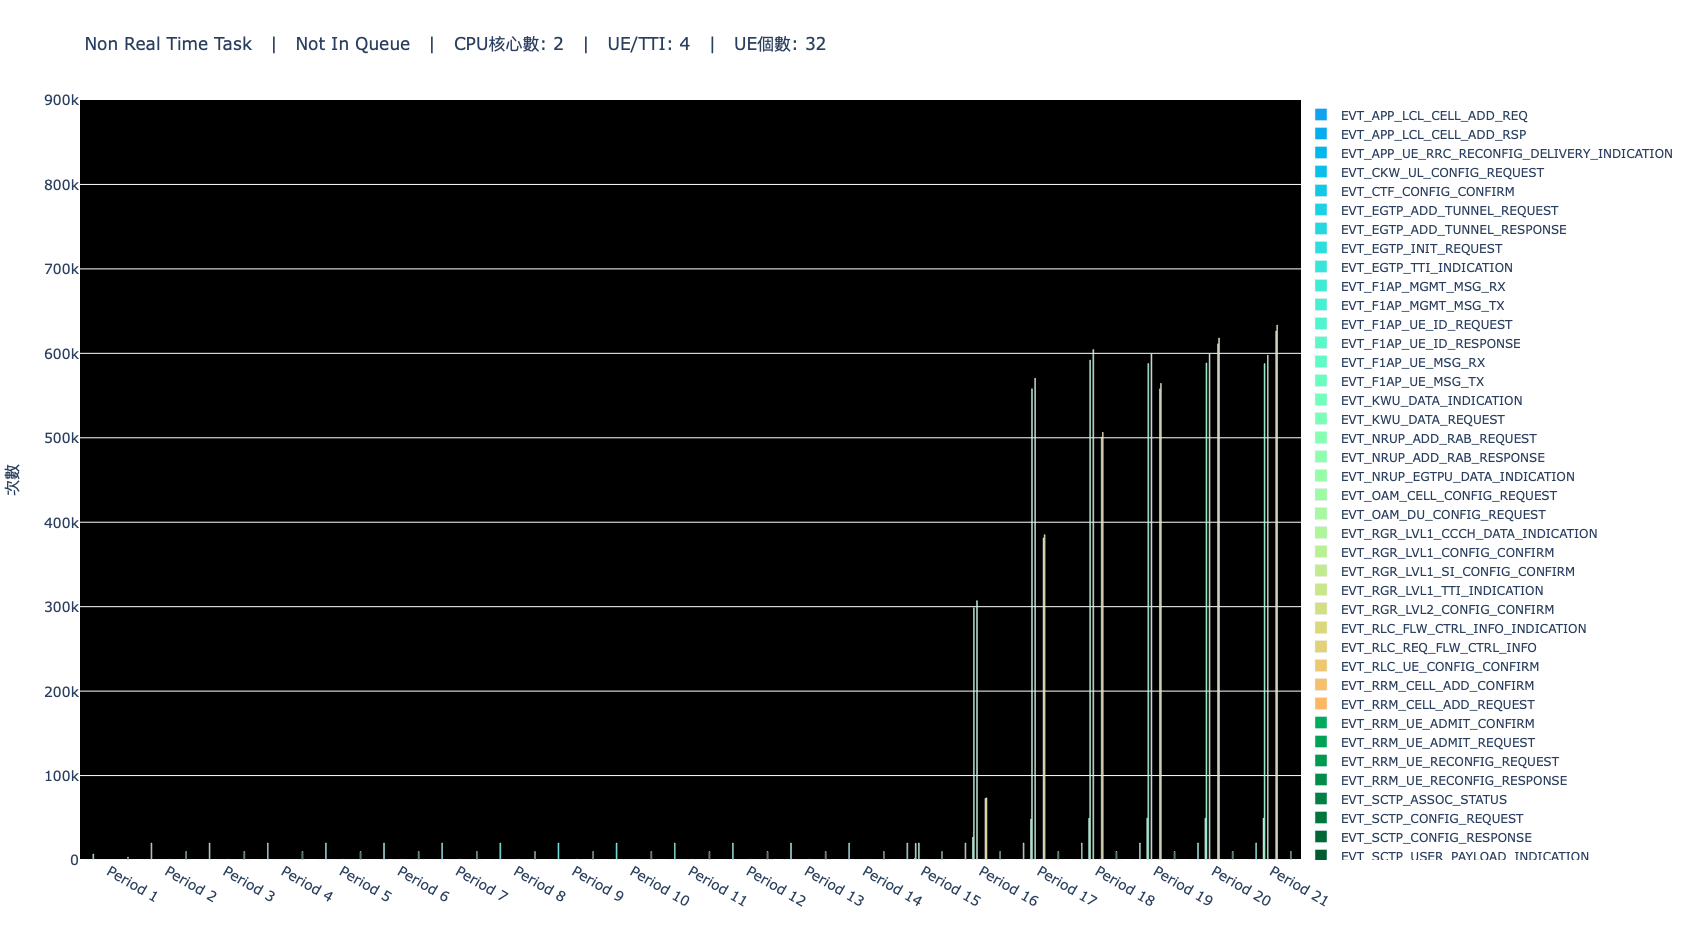 Non Real Time Task | Not In Queue | CPU核心數: 2 | UE/TTI: 4 | UE個數: 32
900k
800k
700k
600k
500k
400k
300k
200k
100k
0
次數
Period 1
Period 2
Period 3
Period 4
Period 5
Period 6
Period 7
Period 8
Period 9
Period 10
Period 11
Period 12
Period 13
Period 14
Period 15
Period 16
Period 17
Period 18
Period 19
Period 20
Period 21
EVT_APP_LCL_CELL_ADD_REQ
EVT_APP_LCL_CELL_ADD_RSP
EVT_APP_UE_RRC_RECONFIG_DELIVERY_INDICATION
EVT_CKW_UL_CONFIG_REQUEST
EVT_CTF_CONFIG_CONFIRM
EVT_EGTP_ADD_TUNNEL_REQUEST
EVT_EGTP_ADD_TUNNEL_RESPONSE
EVT_EGTP_INIT_REQUEST
EVT_EGTP_TTI_INDICATION
EVT_F1AP_MGMT_MSG_RX
EVT_F1AP_MGMT_MSG_TX
EVT_F1AP_UE_ID_REQUEST
EVT_F1AP_UE_ID_RESPONSE
EVT_F1AP_UE_MSG_RX
EVT_F1AP_UE_MSG_TX
EVT_KWU_DATA_INDICATION
EVT_KWU_DATA_REQUEST
EVT_NRUP_ADD_RAB_REQUEST
EVT_NRUP_ADD_RAB_RESPONSE
EVT_NRUP_EGTPU_DATA_INDICATION
EVT_OAM_CELL_CONFIG_REQUEST
EVT_OAM_DU_CONFIG_REQUEST
EVT_RGR_LVL1_CCCH_DATA_INDICATION
EVT_RGR_LVL1_CONFIG_CONFIRM
EVT_RGR_LVL1_SI_CONFIG_CONFIRM
EVT_RGR_LVL1_TTI_INDICATION
EVT_RGR_LVL2_CONFIG_CONFIRM
EVT_RLC_FLW_CTRL_INFO_INDICATION
EVT_RLC_REQ_FLW_CTRL_INFO
EVT_RLC_UE_CONFIG_CONFIRM
EVT_RRM_CELL_ADD_CONFIRM
EVT_RRM_CELL_ADD_REQUEST
EVT_RRM_UE_ADMIT_CONFIRM
EVT_RRM_UE_ADMIT_REQUEST
EVT_RRM_UE_RECONFIG_REQUEST
EVT_RRM_UE_RECONFIG_RESPONSE
EVT_SCTP_ASSOC_STATUS
EVT_SCTP_CONFIG_REQUEST
EVT_SCTP_CONFIG_RESPONSE
EVT_SCTP_USER_PAYLOAD_INDICATION